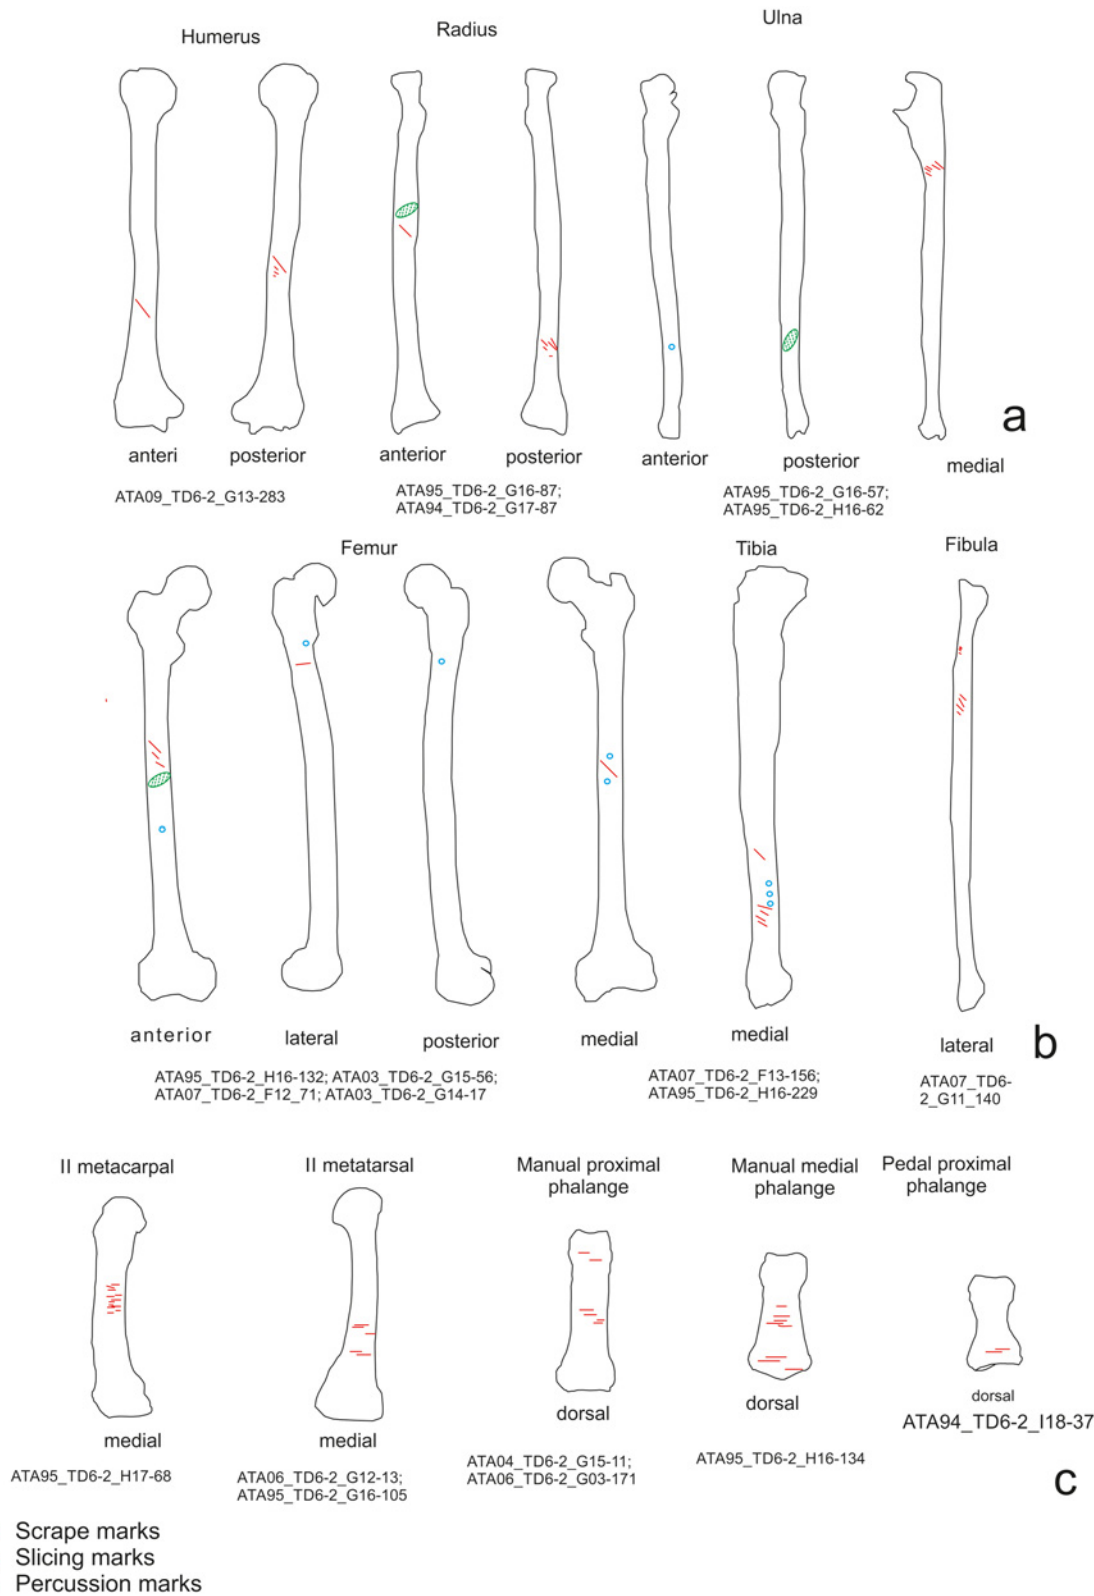 Humerus
Radius
Ulna
anteri
posterior
anterior
posterior
anterior
posterior
medial
a
ATA09_TD6-2_G13-283
ATA95_TD6-2_G16-87;
ATA94_TD6-2_G17-87
ATA95_TD6-2_G16-57;
ATA95_TD6-2_H16-62
Femur
Tibia
Fibula
anterior
lateral
posterior
medial
medial
lateral
b
ATA95_TD6-2_H16-132; ATA03_TD6-2_G15-56;
ATA07_TD6-2_F12_71; ATA03_TD6-2_G14-17
ATA07_TD6-2_F13-156;
ATA95_TD6-2_H16-229
ATA07_TD6-
2_G11_140
II metacarpal
II metatarsal
Manual proximal
phalange
Manual medial
phalange
Pedal proximal
phalange
medial
medial
dorsal
dorsal
dorsal
ATA95_TD6-2_H17-68
ATA06_TD6-2_G12-13;
ATA95_TD6-2_G16-105
ATA04_TD6-2_G15-11;
ATA06_TD6-2_G03-171
ATA95_TD6-2_H16-134
ATA94_TD6-2_I18-37
c
Scrape marks
Slicing marks
Percussion marks